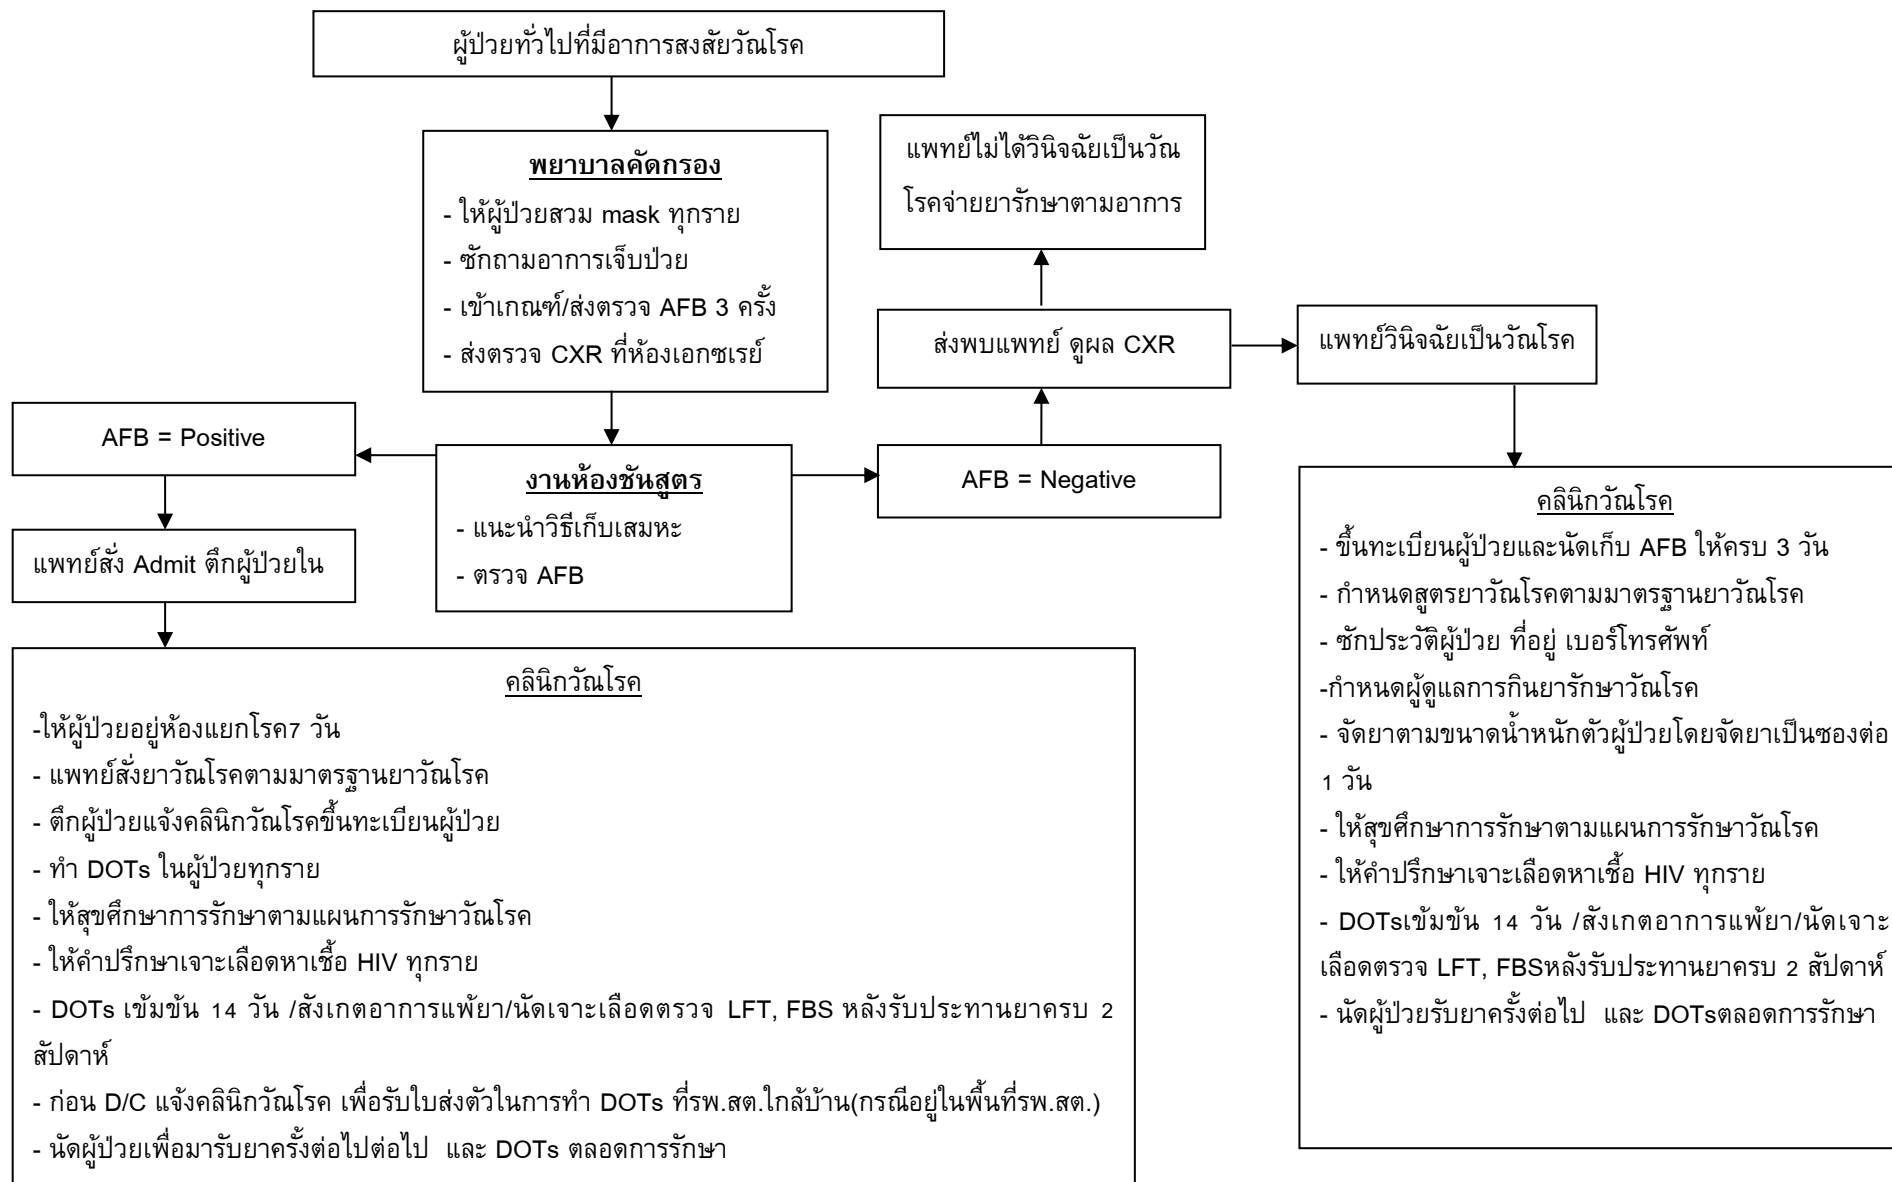 ผู้ป่วยทั่วไปที่มีอาการสงสัยวัณโรค
พยาบาลคัดกรอง
- ให้ผู้ป่วยสวม mask ทุกราย
- ซักถามอาการเจ็บป่วย
- เข้าเกณฑ์/ส่งตรวจ AFB 3 ครั้ง
- ส่งตรวจ CXR ที่ห้องเอกซเรย์
แพทย์ไม่ได้วินิจฉัยเป็นวัณ
โรคจ่ายยารักษาตามอาการ
ส่งพบแพทย์ ดูผล CXR
แพทย์วินิจฉัยเป็นวัณโรค
AFB = Positive
งานห้องชันสูตร
- แนะนำวิธีเก็บเสมหะ
- ตรวจ AFB
AFB = Negative
แพทย์สั่ง Admit ตึกผู้ป่วยใน
คลินิกวัณโรค
-ให้ผู้ป่วยอยู่ห้องแยกโรค7 วัน
- แพทย์สั่งยาวัณโรคตามมาตรฐานยาวัณโรค
- ตึกผู้ป่วยแจ้งคลินิกวัณโรคขึ้นทะเบียนผู้ป่วย
- ทำ DOTs ในผู้ป่วยทุกราย
- ให้สุขศึกษาการรักษาตามแผนการรักษาวัณโรค
- ให้คำปรึกษาเจาะเลือดหาเชื้อ HIV ทุกราย
- DOTs เข้มข้น 14 วัน /สังเกตอาการแพ้ยา/นัดเจาะเลือดตรวจ LFT, FBS หลังรับประทานยาครบ 2
สัปดาห์
- ก่อน D/C แจ้งคลินิกวัณโรค เพื่อรับใบส่งตัวในการทำ DOTs ที่รพ.สต.ใกล้บ้าน(กรณีอยู่ในพื้นที่รพ.สต.)
- นัดผู้ป่วยเพื่อมารับยาครั้งต่อไปต่อไป และ DOTs ตลอดการรักษา
คลินิกวัณโรค
- ขึ้นทะเบียนผู้ป่วยและนัดเก็บ AFB ให้ครบ 3 วัน
- กำหนดสูตรยาวัณโรคตามมาตรฐานยาวัณโรค
- ซักประวัติผู้ป่วย ที่อยู่ เบอร์โทรศัพท์
-กำหนดผู้ดูแลการกินยารักษาวัณโรค
- จัดยาตามขนาดน้ำหนักตัวผู้ป่วยโดยจัดยาเป็นซองต่อ
1 วัน
- ให้สุขศึกษาการรักษาตามแผนการรักษาวัณโรค
- ให้คำปรึกษาเจาะเลือดหาเชื้อ HIV ทุกราย
- DOTsเข้มข้น 14 วัน /สังเกตอาการแพ้ยา/นัดเจาะ
เลือดตรวจ LFT, FBSหลังรับประทานยาครบ 2 สัปดาห์
- นัดผู้ป่วยรับยาครั้งต่อไป และ DOTsตลอดการรักษา